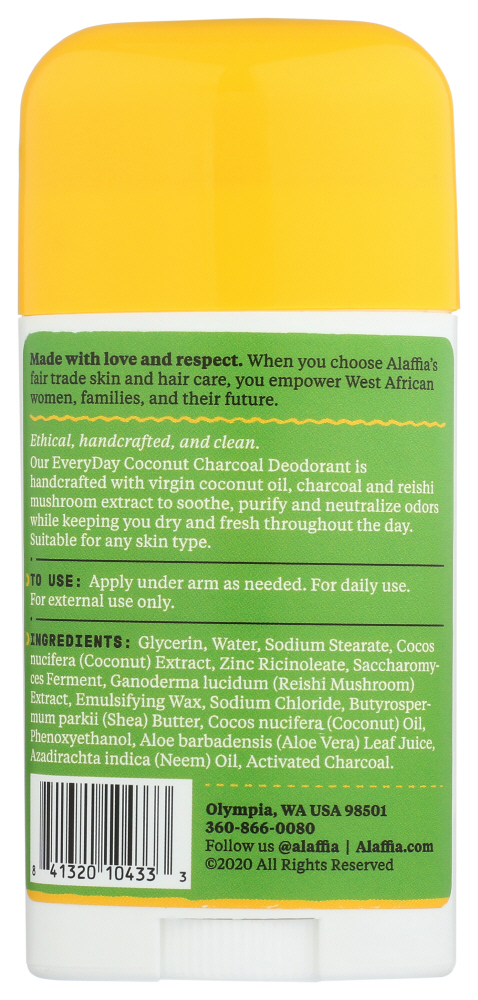 Made with love and respect. When you choose Alaffia's
fair trade skin and hair care, you empower West African
women, families, and their future.
Ethical, handcrafted, and clean.
Our EveryDay Coconut Charcoal Deodorant is
handcrafted with virgin coconut oil, charcoal and reishi
mushroom extract to soothe, purify and neutralize odors
while keeping you dry and fresh throughout the day.
Suitable for any skin type.
TO USE: Apply under arm as needed. For daily use.
For external use only.
INGREDIENTS: Glycerin, Water, Sodium Stearate, Cocos
nucifera (Coconut) Extract, Zinc Ricinoleate, Saccharomy-
ces Ferment, Ganoderma lucidum (Reishi Mushroom)
Extract, Emulsifying Wax, Sodium Chloride, Butyrosper-
mum parkii (Shea) Butter, Cocos nucifera (Coconut) Oil,
Phenoxyethanol, Aloe barbadensis (Aloe Vera) Leaf Juice,
Azadirachta indica (Neem) Oil, Activated Charcoal.
Olympia, WA USA 98501
360-866-0080
Follow us @alaffia | Alaffia.com
©2020 All Rights Reserved
8 41320 10433 3